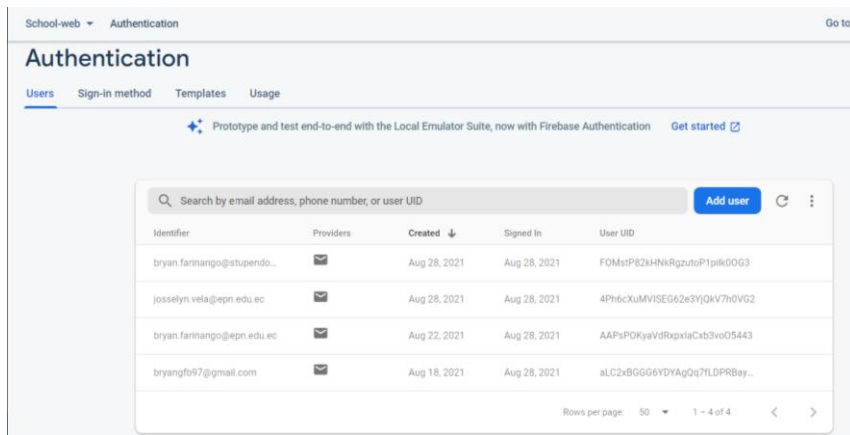 School-web Authentication Go to
Authentication
Users Sign-in method Templates Usage
Prototype and test end-to-end with the Local Emulator Suite, now with Firebase Authentication Get started
Search by email address, phone number, or user UID Add user
Identifier Providers Created Signed In User UID
bryan.farinango@stupendo... Aug 28, 2021 Aug 28, 2021 FOMstP82kHNkRgzutoP1pilk0OG3
josselyn.vela@epn.edu.ec Aug 28, 2021 Aug 28, 2021 4Ph6cXuMVISEG62e3YjQkV7h0VG2
bryan.farinango@epn.edu.ec Aug 22, 2021 Aug 28, 2021 AAPsPOKyaVdRxpxlaCxb3voO5443
bryangfb97@gmail.com Aug 18, 2021 Aug 28, 2021 aLC2xBGGG6YDYAgQq7fLDPRBay...
Rows per page: 50 1 – 4 of 4